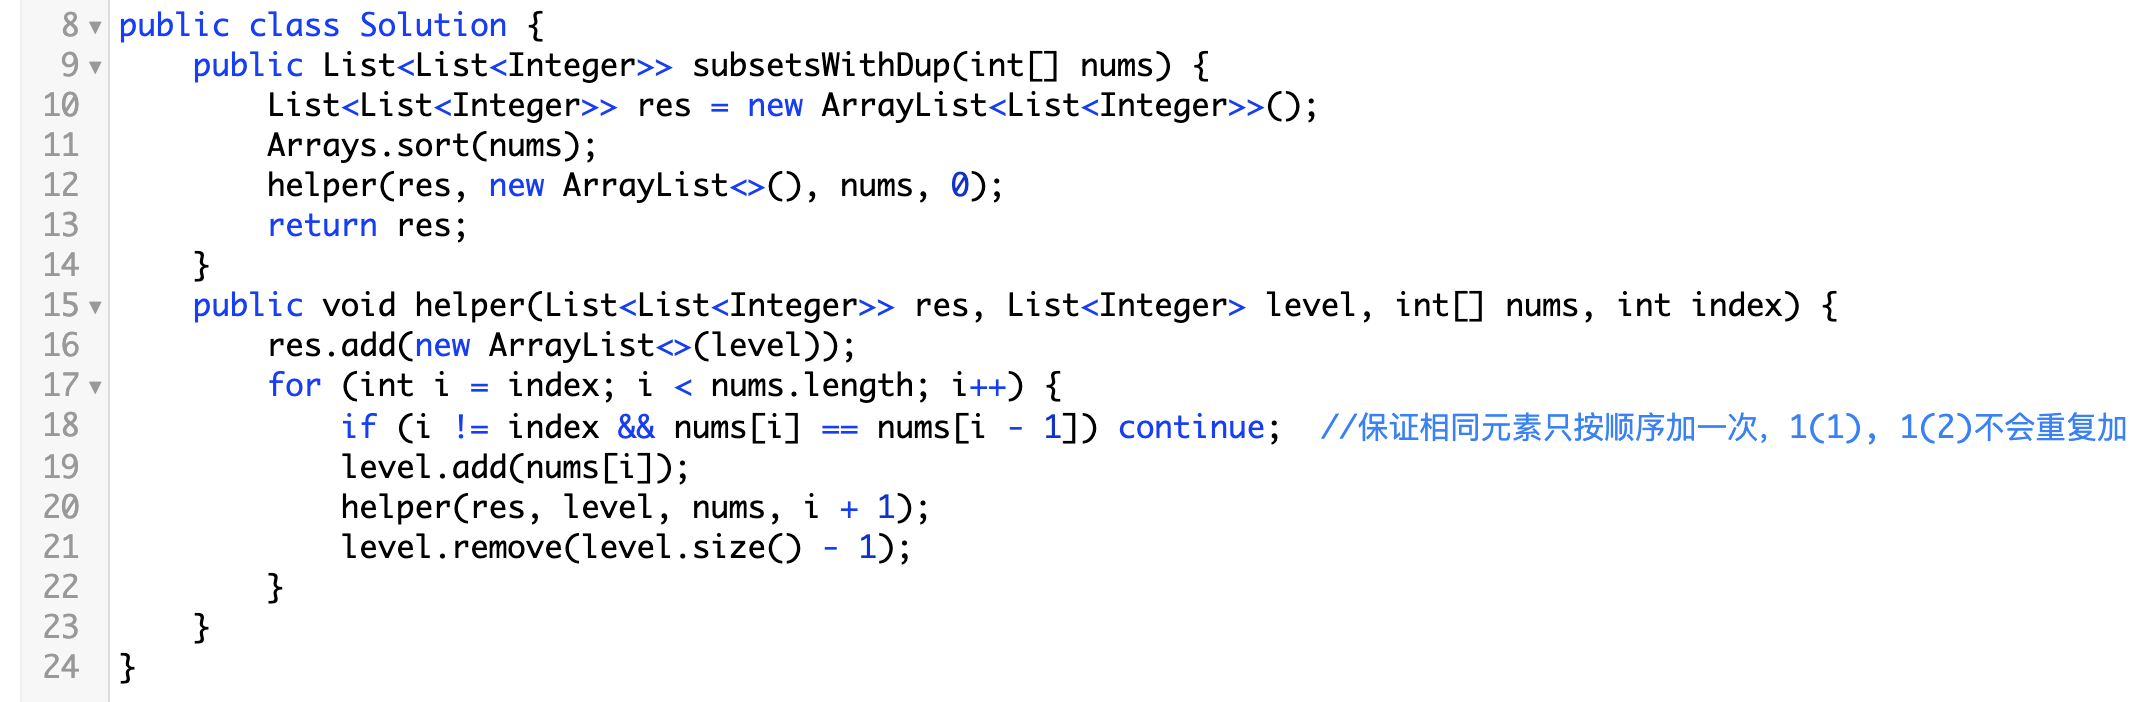 8 public class Solution {
9 public List<List<Integer>> subsetsWithDup(int[] nums) {
10 List<List<Integer>> res = new ArrayList<List<Integer>>();
11 Arrays.sort(nums);
12 helper(res, new ArrayList<>(), nums, 0);
13 return res;
14 }
15 public void helper(List<List<Integer>> res, List<Integer> level, int[] nums, int index) {
16 res.add(new ArrayList<>(level));
17 for (int i = index; i < nums.length; i++) {
18 if (i != index && nums[i] == nums[i - 1]) continue; //保证相同元素只按顺序加一次，1(1), 1(2)不会重复加
19 level.add(nums[i]);
20 helper(res, level, nums, i + 1);
21 level.remove(level.size() - 1);
22 }
23 }
24 }